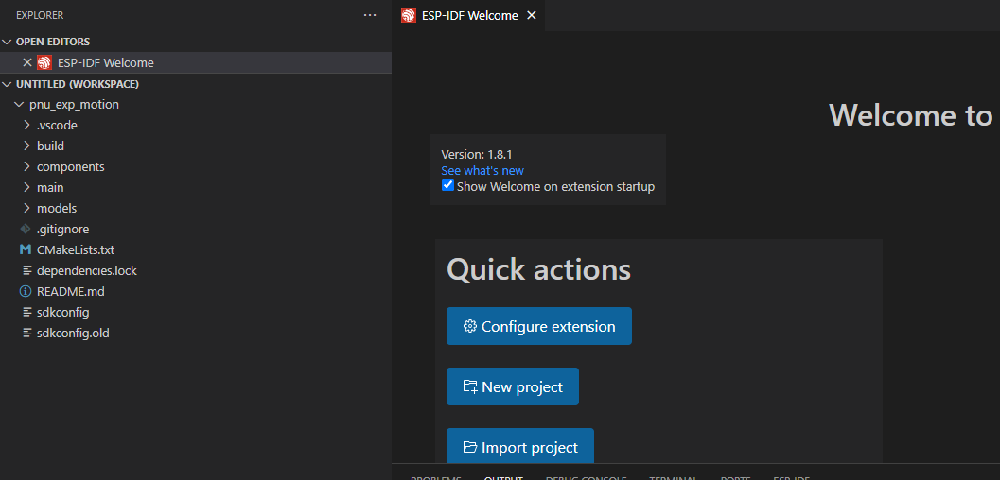 EXPLORER
OPEN EDITORS
ESP-IDF Welcome
UNTITLED (WORKSPACE)
pnu_exp_motion
.vscode
build
components
main
models
.gitignore
CMakeLists.txt
dependencies.lock
README.md
sdkconfig
sdkconfig.old
ESP-IDF Welcome
Welcome to
Version: 1.8.1
See what's new
Show Welcome on extension startup
Quick actions
Configure extension
New project
Import project
PROBLEMS OUTPUT DEBUG CONSOLE TERMINAL PORTS ESP-IDF